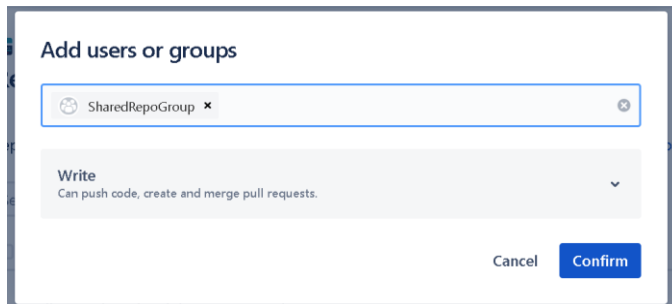 Add users or groups
SharedRepoGroup ×
Write
Can push code, create and merge pull requests.
Cancel Confirm